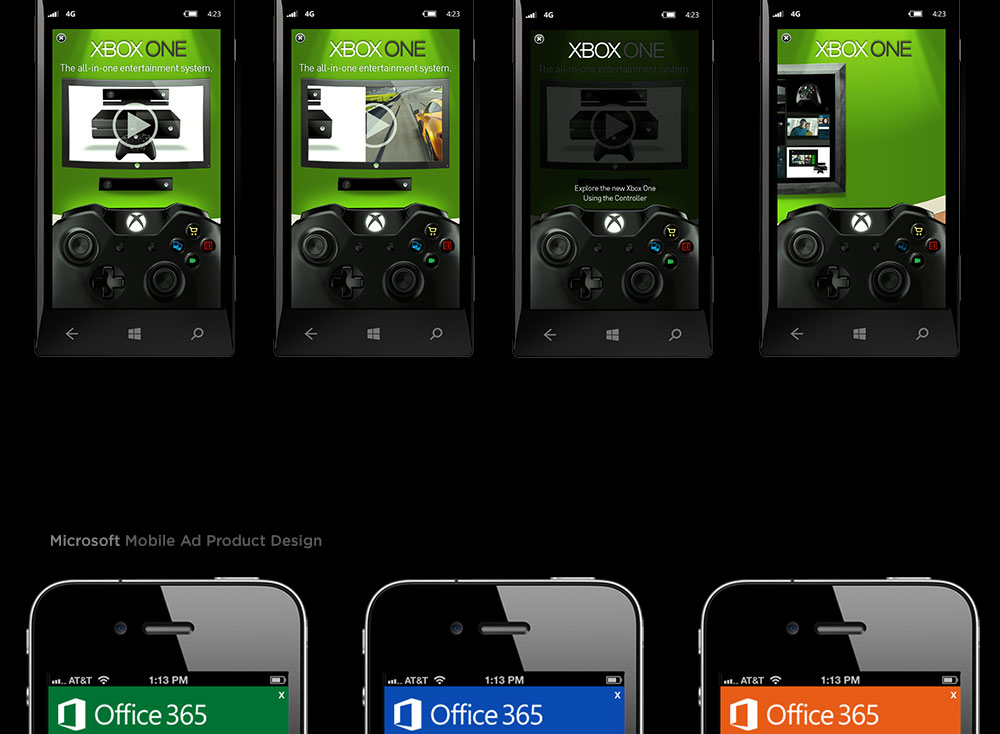 4G 4:23
XBOX ONE
The all-in-one entertainment system.
4G 4:23
XBOX ONE
The all-in-one entertainment system.
4G 4:23
XBOX ONE
The all-in-one entertainment system.
Explore the new Xbox One
Using the Controller
4G 4:23
XBOX ONE
Microsoft Mobile Ad Product Design
AT&T 1:13 PM
x
Office 365
AT&T 1:13 PM
x
Office 365
AT&T 1:13 PM
x
Office 365